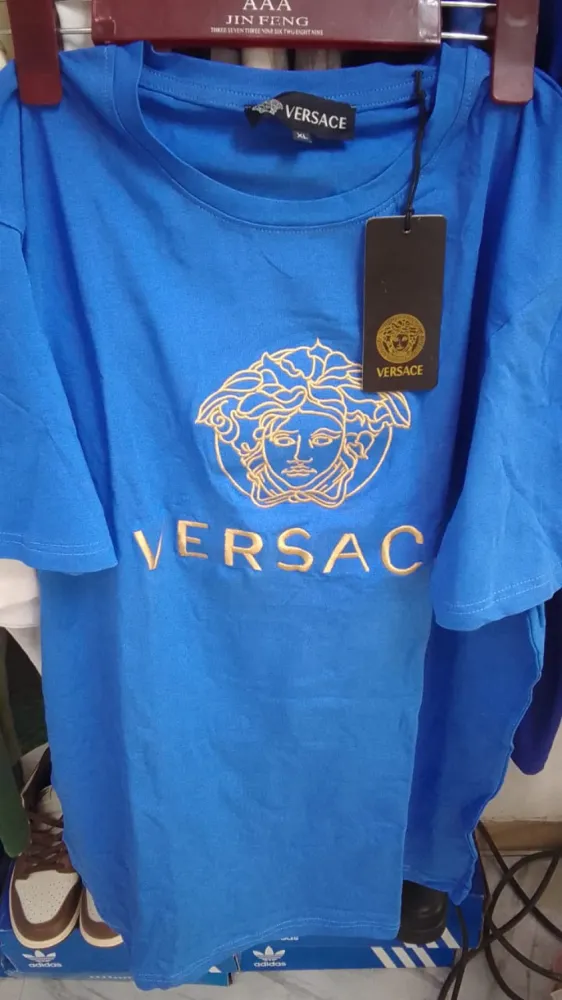 AAA
JIN FENG
THREE SEVEN THREE NINE SIX TWO EIGHT NINE
VERSACE
XL
VERSACE
VERSAC
adidas
adidas